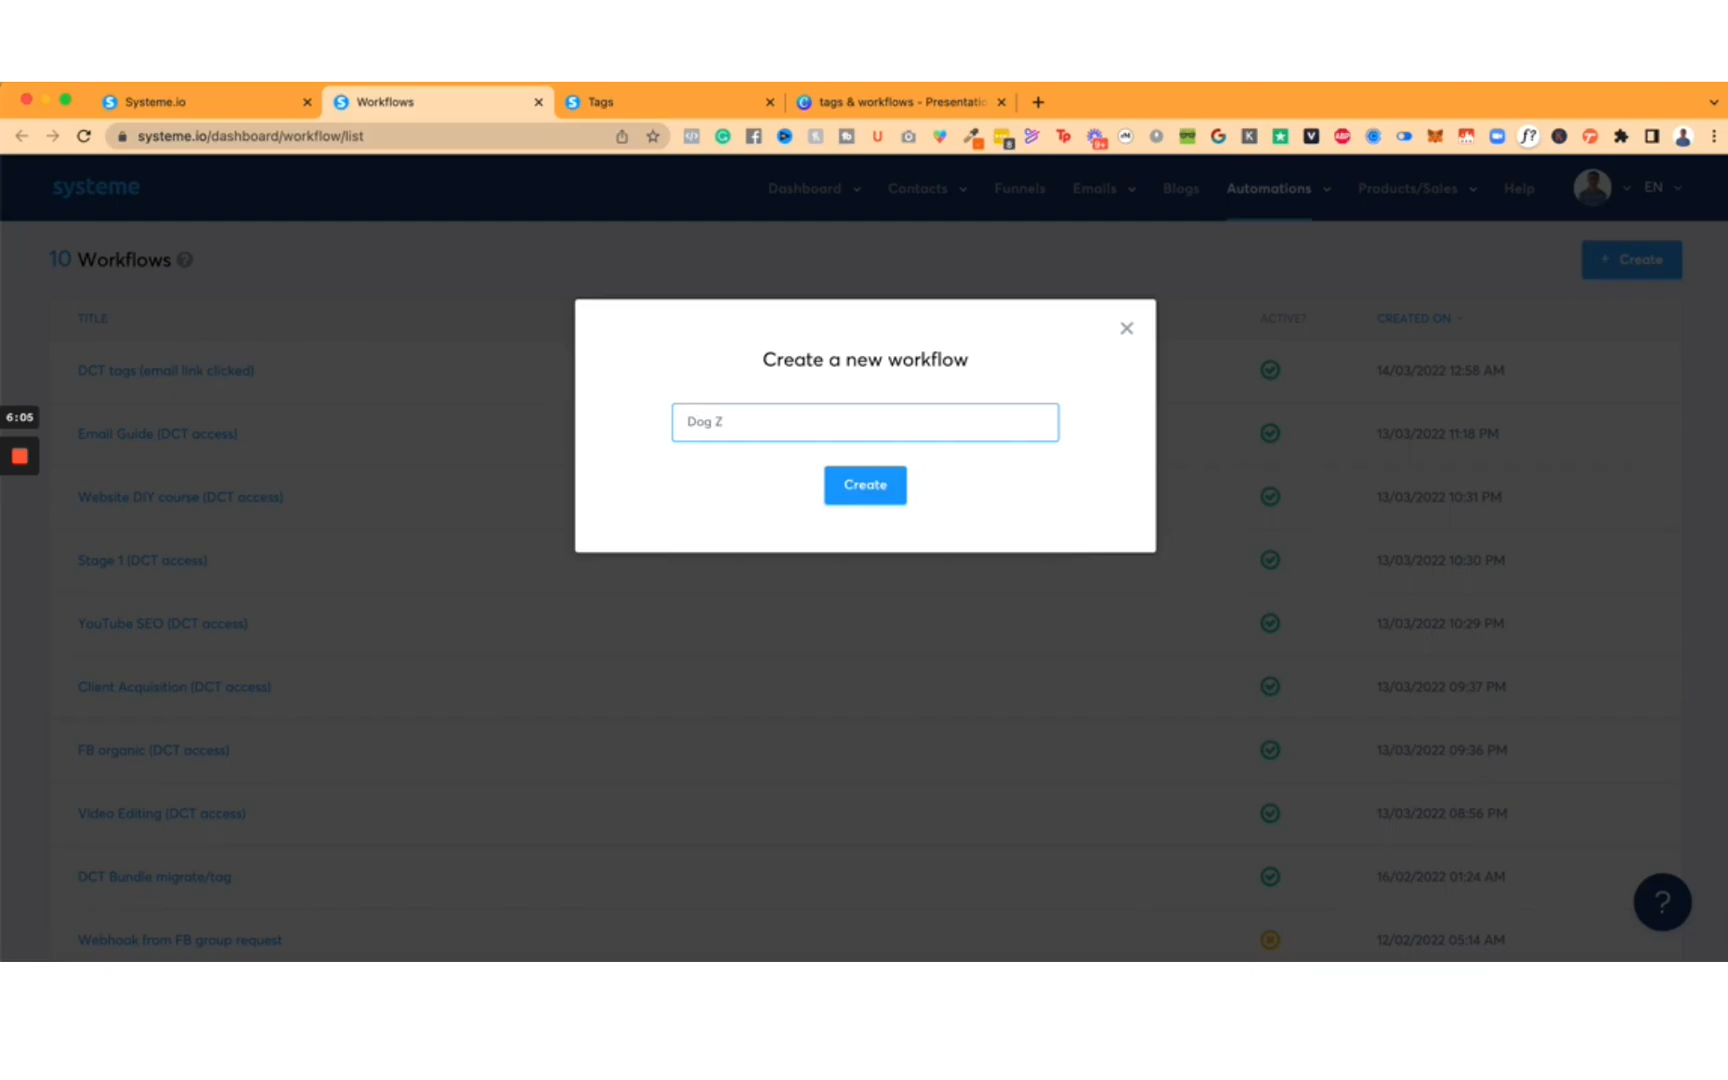 Systeme.io
Workflows
Tags
tags & workflows - Presentatic
systeme.io/dashboard/workflow/list
systeme
Dashboard
Contacts
Funnels
Emails
Blogs
Automations
Products/Sales
Help
EN
10 Workflows ?
+ Create
TITLE
ACTIVE?
CREATED ON
DCT tags (email link clicked)
14/03/2022 12:58 AM
6:05
Email Guide (DCT access)
13/03/2022 11:18 PM
Website DIY course (DCT access)
13/03/2022 10:31 PM
Stage 1 (DCT access)
13/03/2022 10:30 PM
YouTube SEO (DCT access)
13/03/2022 10:29 PM
Client Acquisition (DCT access)
13/03/2022 09:37 PM
FB organic (DCT access)
13/03/2022 09:36 PM
Video Editing (DCT access)
13/03/2022 08:56 PM
DCT Bundle migrate/tag
16/02/2022 01:24 AM
Webhook from FB group request
12/02/2022 05:14 AM
Create a new workflow
Dog Z
Create
?